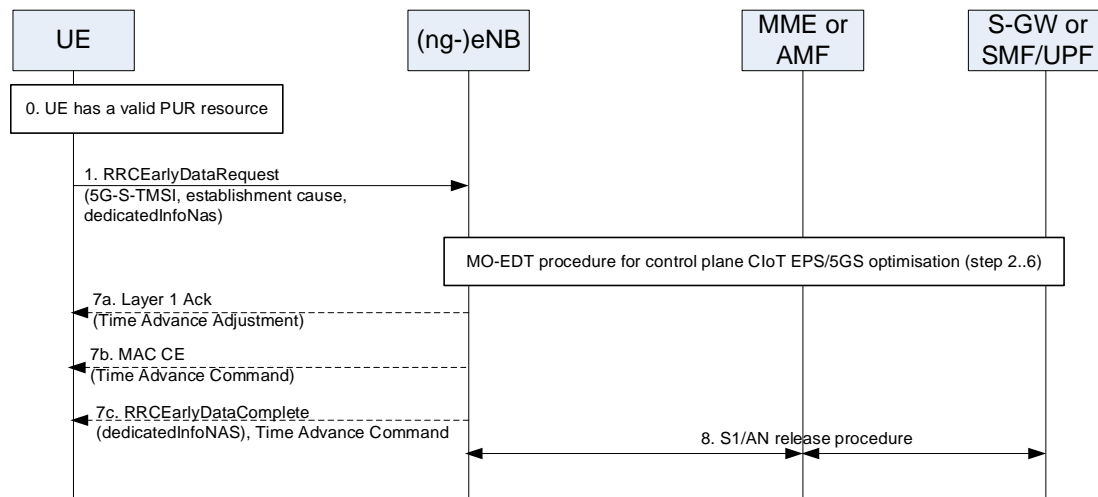 UE
(ng-)eNB
MME or
AMF
S-GW or
SMF/UPF
0. UE has a valid PUR resource
1. RRCEarlyDataRequest
(5G-S-TMSI, establishment cause,
dedicatedInfoNas)
MO-EDT procedure for control plane CIoT EPS/5GS optimisation (step 2..6)
7a. Layer 1 Ack
(Time Advance Adjustment)
7b. MAC CE
(Time Advance Command)
7c. RRCEarlyDataComplete
(dedicatedInfoNAS), Time Advance Command
8. S1/AN release procedure